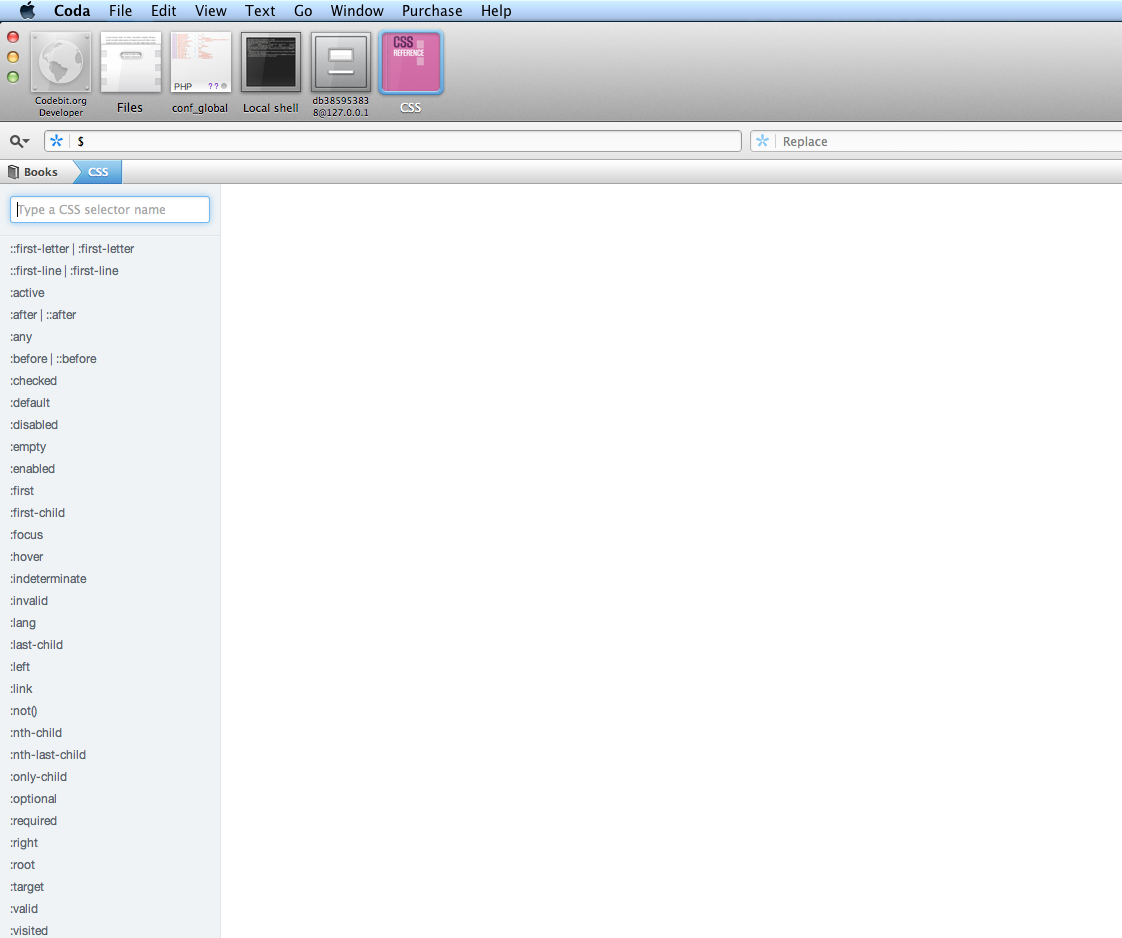 Coda File Edit View Text Go Window Purchase Help
CSS
REFERENCE
PHP ??
Codebit.org
Developer
Files
conf_global
Local shell
db38595383
8@127.0.0.1
CSS
$
Replace
Books CSS
Type a CSS selector name
::first-letter | :first-letter
::first-line | :first-line
:active
:after | ::after
:any
:before | ::before
:checked
:default
:disabled
:empty
:enabled
:first
:first-child
:focus
:hover
:indeterminate
:invalid
:lang
:last-child
:left
:link
:not()
:nth-child
:nth-last-child
:only-child
:optional
:required
:right
:root
:target
:valid
:visited